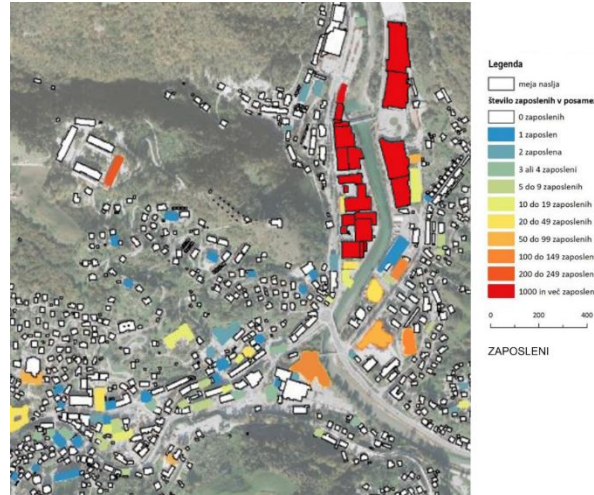 Legenda
meja naslja
število zaposlenih v posamez
0 zaposlenih
1 zaposlen
2 zaposlena
3 ali 4 zaposleni
5 do 9 zaposlenih
10 do 19 zaposlenih
20 do 49 zaposlenih
50 do 99 zaposlenih
100 do 149 zaposlen
200 do 249 zaposlen
1000 in več zaposlen
0 200 400
ZAPOSLENI